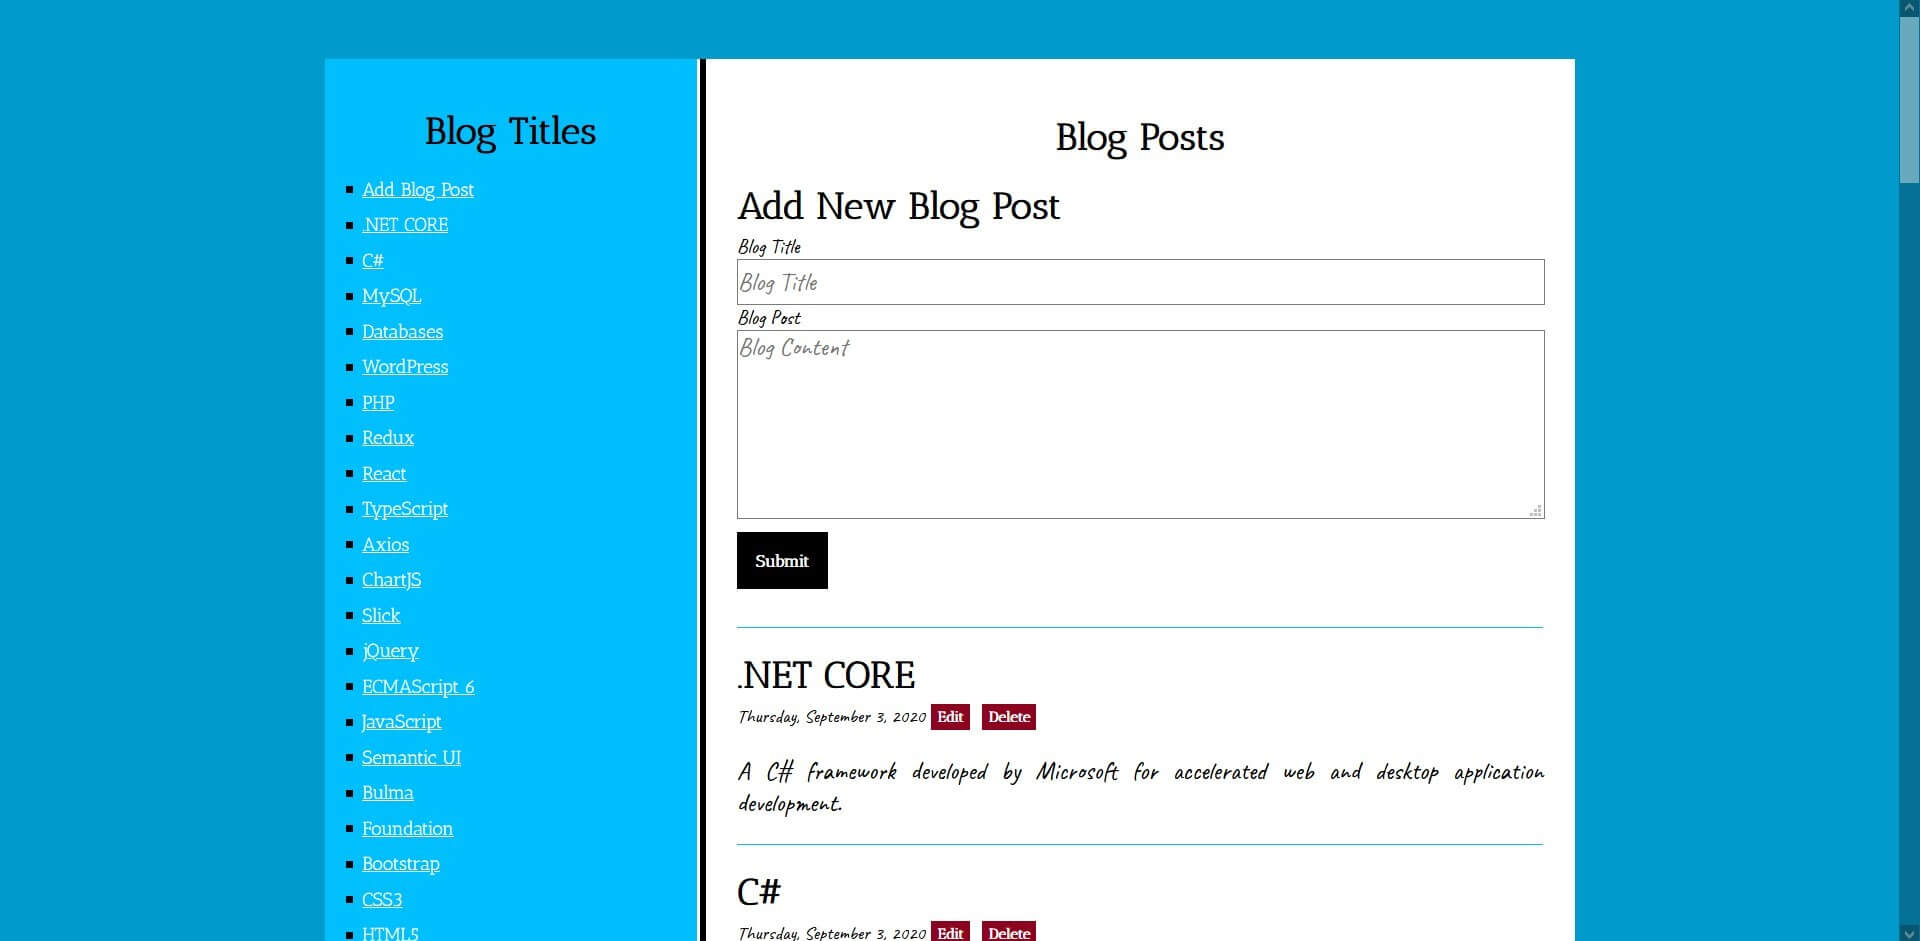 Blog Titles
Add Blog Post
.NET CORE
C#
MySQL
Databases
WordPress
PHP
Redux
React
TypeScript
Axios
ChartJS
Slick
jQuery
ECMAScript 6
JavaScript
Semantic UI
Bulma
Foundation
Bootstrap
CSS3
HTML5
Blog Posts
Add New Blog Post
Blog Title
Blog Title
Blog Post
Blog Content
Submit
.NET CORE
Thursday, September 3, 2020 Edit Delete
A C# framework developed by Microsoft for accelerated web and desktop application
development.
C#
Thursday, September 3, 2020 Edit Delete